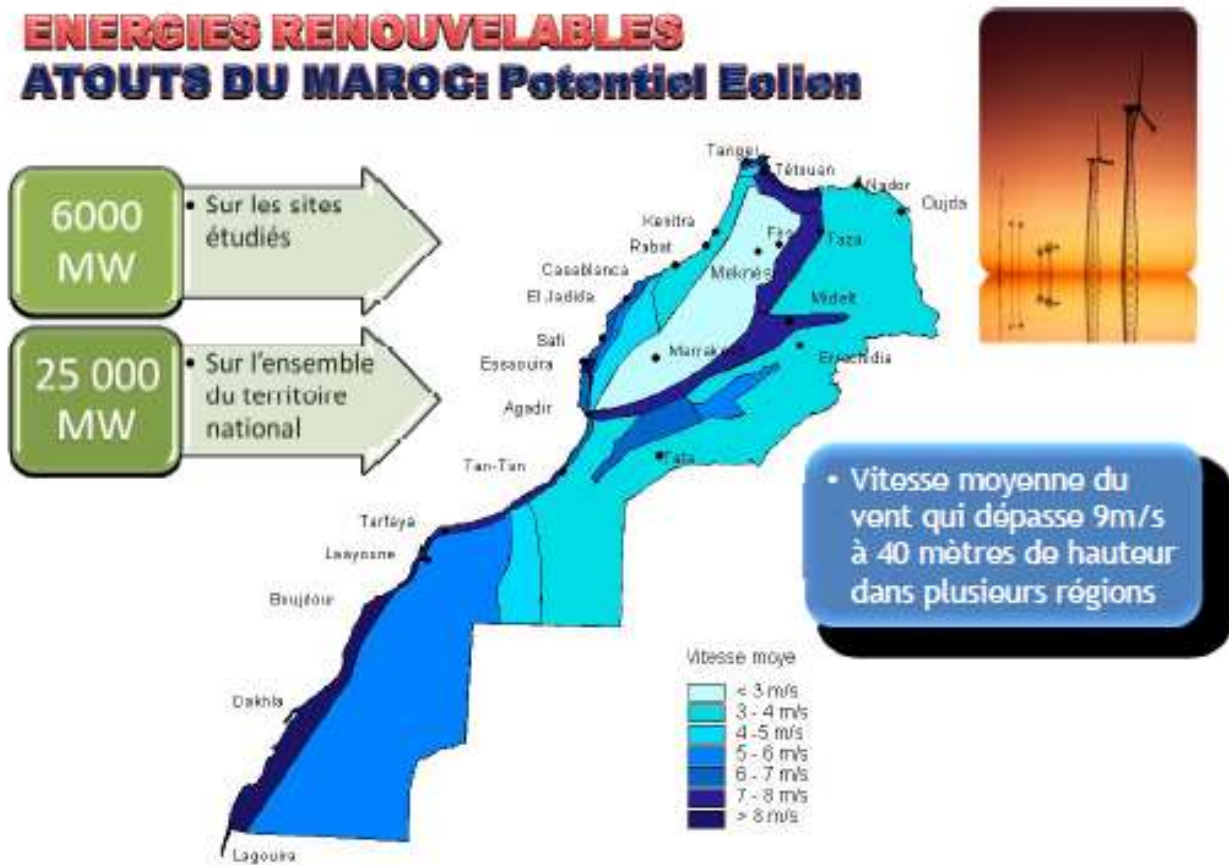 ENERGIES RENOUVELABLES
ATOUTS DU MAROC: Potentiel Eolien
6000
MW
• Sur les sites
étudiés
25 000
MW
• Sur l'ensemble
du territoire
national
Tanger
Tétouan
Nador
Oujda
Kenitra
Rabat
Fès
Taza
Casablanca
Meknès
El Jadida
Midelt
Safi
Marrake
Errachidia
Essaouira
Agadir
Tan-Tan
Tata
Tarfaya
Laayoune
Boujdour
Dakhla
Lagouira
• Vitesse moyenne du
vent qui dépasse 9m/s
à 40 mètres de hauteur
dans plusieurs régions
Vitesse moye
< 3 m/s
3 - 4 m/s
4 -5 m/s
5 - 6 m/s
6 - 7 m/s
7 - 8 m/s
> 8 m/s